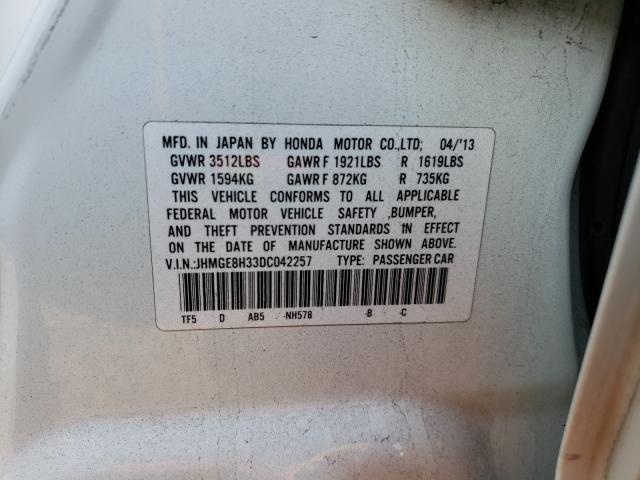 MFD. IN JAPAN BY HONDA MOTOR CO.,LTD; 04/'13
GVWR 3512LBS GAWR F 1921LBS R 1619LBS
GVWR 1594KG GAWR F 872KG R 735KG
THIS VEHICLE CONFORMS TO ALL APPLICABLE
FEDERAL MOTOR VEHICLE SAFETY ,BUMPER,
AND THEFT PREVENTION STANDARDS IN EFFECT
ON THE DATE OF MANUFACTURE SHOWN ABOVE.
V.I.N.:JHMGE8H33DC042257 TYPE: PASSENGER CAR
TF5 D AB5 -NH578 -B -C